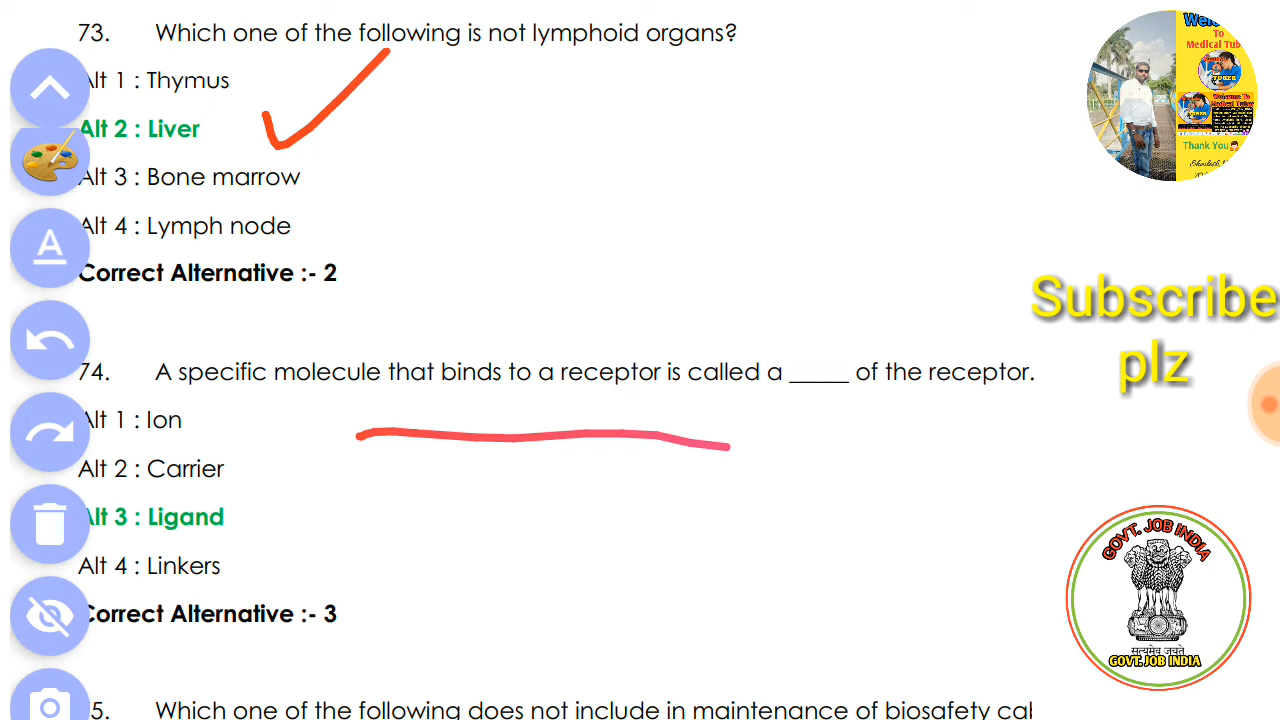 73. Which one of the following is not lymphoid organs?
Alt 1 : Thymus
Alt 2 : Liver
Alt 3 : Bone marrow
Alt 4 : Lymph node
Correct Alternative :- 2
74. A specific molecule that binds to a receptor is called a _____ of the receptor.
Alt 1 : Ion
Alt 2 : Carrier
Alt 3 : Ligand
Alt 4 : Linkers
Correct Alternative :- 3
5. Which one of the following does not include in maintenance of biosafety
To
Medical Tub
Thank You
Subscribe
plz
GOVT. JOB INDIA
सत्यमेव जयते
GOVT. JOB INDIA